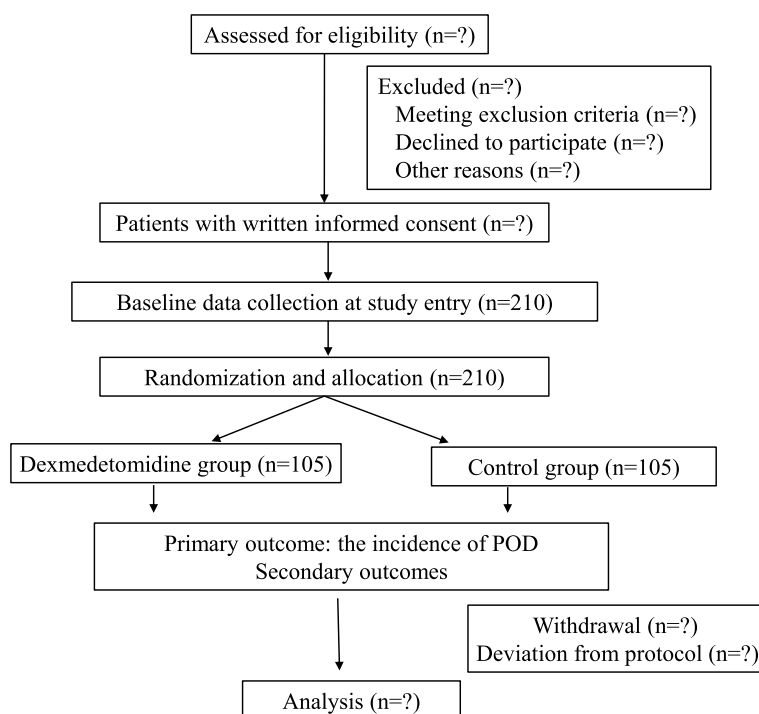 Assessed for eligibility (n=?)
Excluded (n=?)
Meeting exclusion criteria (n=?)
Declined to participate (n=?)
Other reasons (n=?)
Patients with written informed consent (n=?)
Baseline data collection at study entry (n=210)
Randomization and allocation (n=210)
Dexmedetomidine group (n=105)
Control group (n=105)
Primary outcome: the incidence of POD
Secondary outcomes
Withdrawal (n=?)
Deviation from protocol (n=?)
Analysis (n=?)